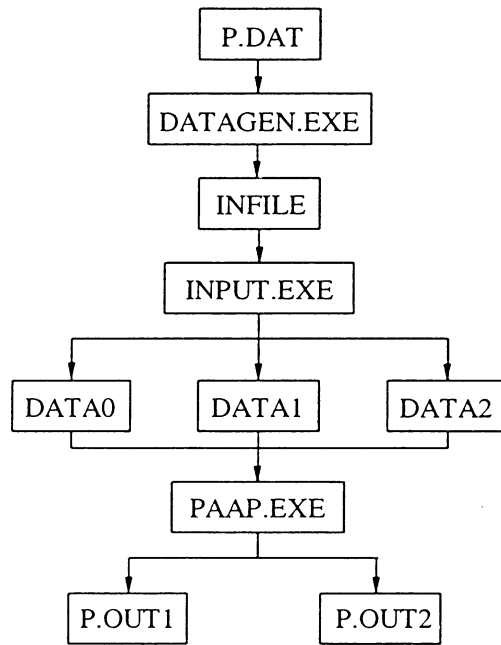 P.DAT
DATAGEN.EXE
INFILE
INPUT.EXE
DATA0
DATA1
DATA2
PAAP.EXE
P.OUT1
P.OUT2